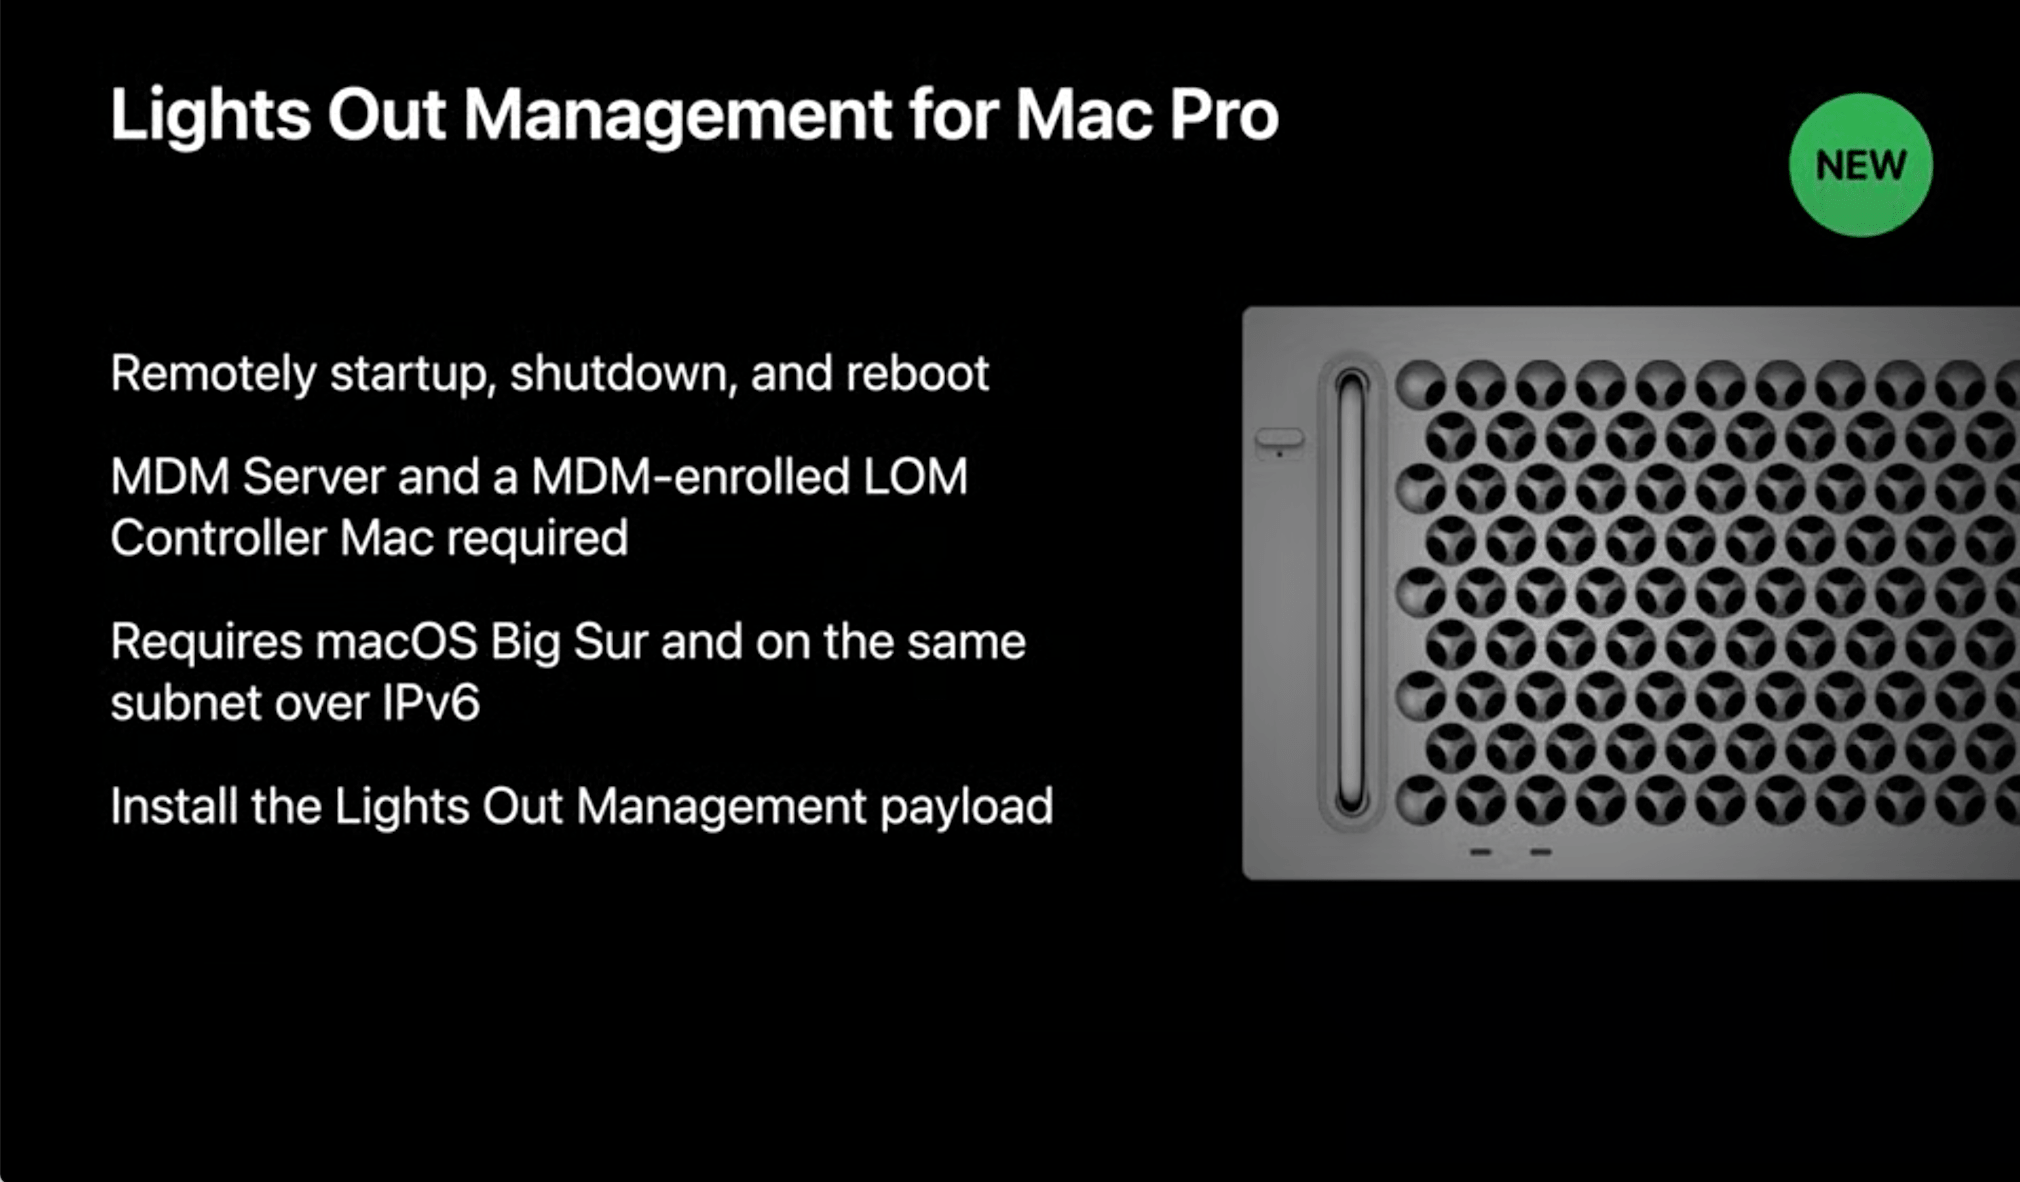 Lights Out Management for Mac Pro
NEW
Remotely startup, shutdown, and reboot
MDM Server and a MDM-enrolled LOM
Controller Mac required
Requires macOS Big Sur and on the same
subnet over IPv6
Install the Lights Out Management payload